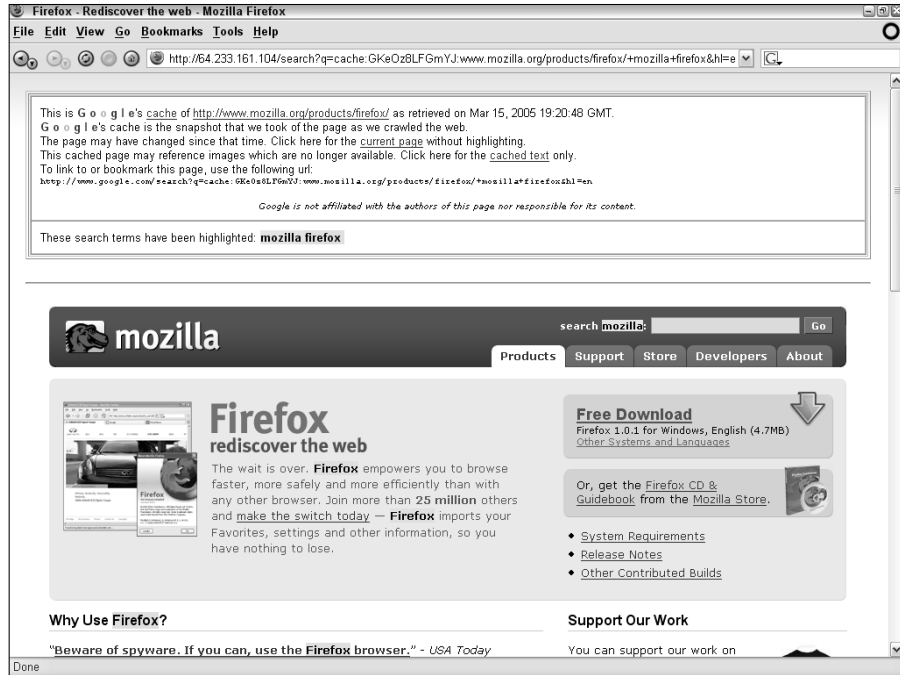 Firefox - Rediscover the web - Mozilla Firefox
File Edit View Go Bookmarks Tools Help
http://64.233.161.104/search?q=cache:GKeOz8LFGmYJ:www.mozilla.org/products/firefox/+mozilla+firefox&hl=e
G
This is G o o g l e's cache of http://www.mozilla.org/products/firefox/ as retrieved on Mar 15, 2005 19:20:48 GMT.
G o o g l e's cache is the snapshot that we took of the page as we crawled the web.
The page may have changed since that time. Click here for the current page without highlighting.
This cached page may reference images which are no longer available. Click here for the cached text only.
To link to or bookmark this page, use the following url:
http://www.google.com/search?q=cache:GKeOz8LFGmYJ:www.mozilla.org/products/firefox/+mozilla+firefox&hl=en
Google is not affiliated with the authors of this page nor responsible for its content.
These search terms have been highlighted: mozilla firefox
mozilla
search mozilla: Go
Products Support Store Developers About
Firefox
rediscover the web
The wait is over. Firefox empowers you to browse
faster, more safely and more efficiently than with
any other browser. Join more than 25 million others
and make the switch today — Firefox imports your
Favorites, settings and other information, so you
have nothing to lose.
Free Download
Firefox 1.0.1 for Windows, English (4.7MB)
Other Systems and Languages
Or, get the Firefox CD &
Guidebook from the Mozilla Store.
System Requirements
Release Notes
Other Contributed Builds
Why Use Firefox?
"Beware of spyware. If you can, use the Firefox browser." - USA Today
Support Our Work
You can support our work on
Done